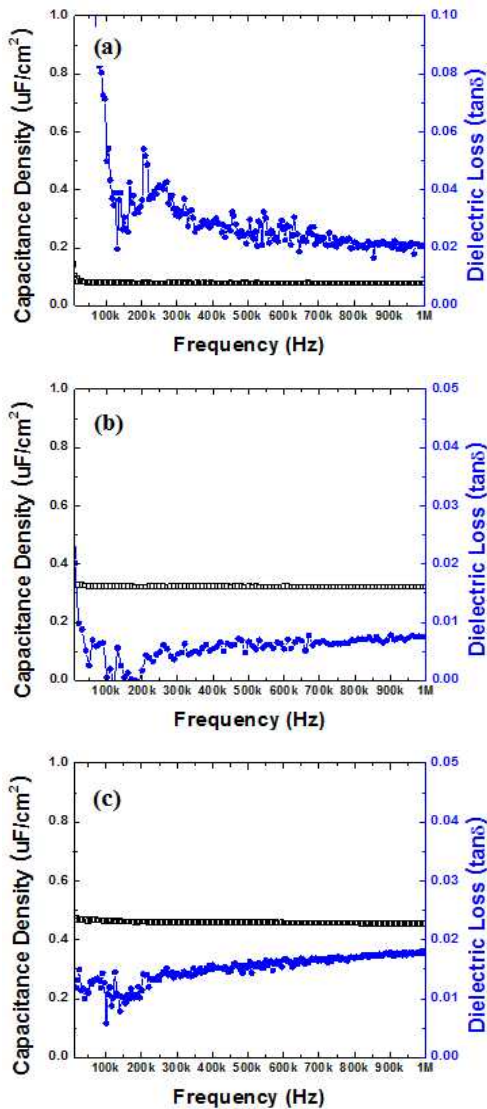 (a)
Capacitance Density (uF/cm²)
1.0
0.8
0.6
0.4
0.2
0.0
0.10
0.08
0.06
0.04
0.02
0.00
Dielectric Loss (tanδ)
100k 200k 300k 400k 500k 600k 700k 800k 900k 1M
Frequency (Hz)
(b)
Capacitance Density (uF/cm²)
1.0
0.8
0.6
0.4
0.2
0.0
0.05
0.04
0.03
0.02
0.01
0.00
Dielectric Loss (tanδ)
100k 200k 300k 400k 500k 600k 700k 800k 900k 1M
Frequency (Hz)
(c)
Capacitance Density (uF/cm²)
1.0
0.8
0.6
0.4
0.2
0.0
0.05
0.04
0.03
0.02
0.01
0.00
Dielectric Loss (tanδ)
100k 200k 300k 400k 500k 600k 700k 800k 900k 1M
Frequency (Hz)